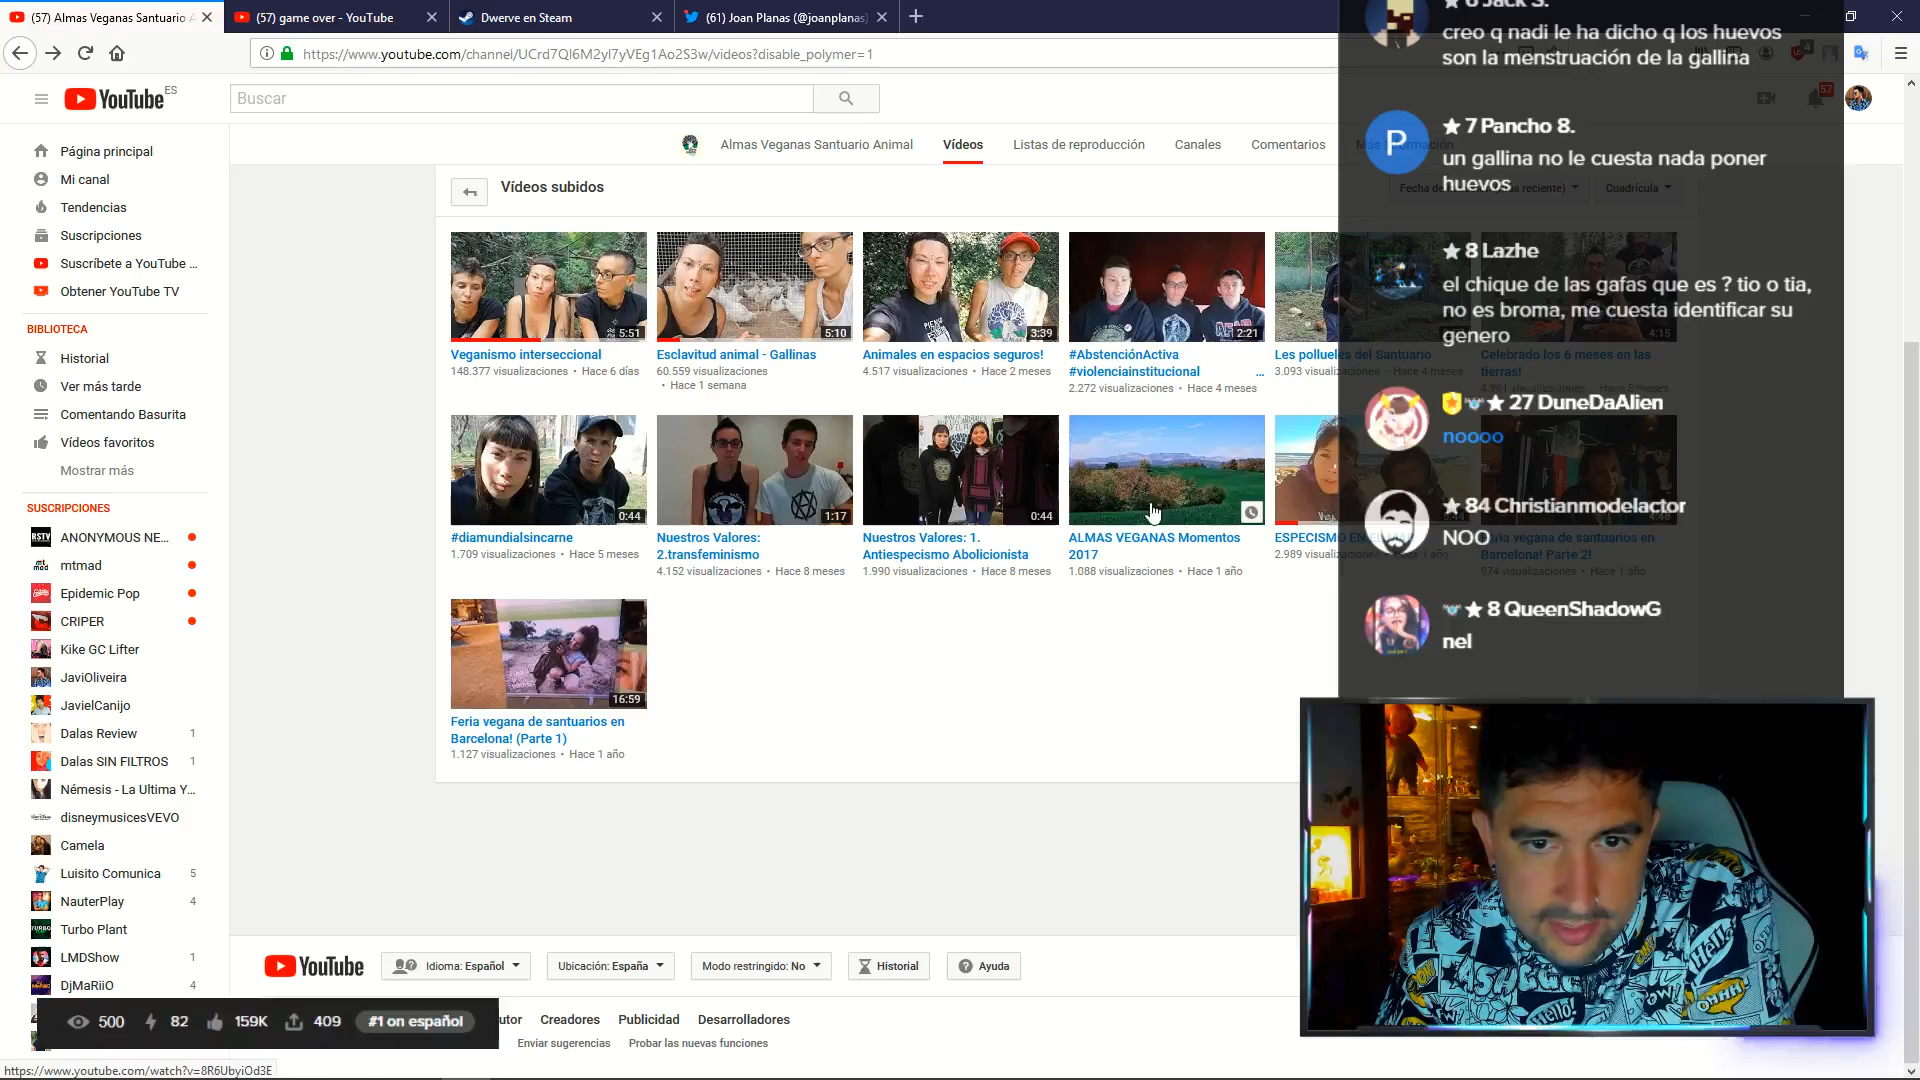 (57) Almas Veganas Santuario A
(57) game over - YouTube
Dwerve en Steam
(61) Joan Planas (@joanplanas)
https://www.youtube.com/channel/UCrd7Ql6M2yl7yVEg1Ao2S3w/videos?disable_polymer=1
YouTube ES
Buscar
57
Página principal
Mi canal
Tendencias
Suscripciones
Suscríbete a YouTube ...
Obtener YouTube TV
BIBLIOTECA
Historial
Ver más tarde
Comentando Basurita
Vídeos favoritos
Mostrar más
SUSCRIPCIONES
ANONYMOUS NE...
mtmad
Epidemic Pop
CRIPER
Kike GC Lifter
JaviOliveira
JavielCanijo
Dalas Review 1
Dalas SIN FILTROS 1
Némesis - La Ultima Y...
disneymusicesVEVO
Camela
Luisito Comunica 5
NauterPlay 4
Turbo Plant
LMDShow 1
DjMaRiiO 4
Almas Veganas Santuario Animal
Vídeos
Listas de reproducción
Canales
Comentarios
Vídeos subidos
Cuadrícula
5:51
Veganismo interseccional
148.377 visualizaciones • Hace 6 días
5:10
Esclavitud animal - Gallinas
60.559 visualizaciones
• Hace 1 semana
3:39
Animales en espacios seguros!
4.517 visualizaciones • Hace 2 meses
2:21
#AbstenciónActiva
#violenciainstitucional ...
2.272 visualizaciones • Hace 4 meses
Les pollueles del Santuario
3.093 visualizaciones • Hace 4 meses
4:15
Celebrado los 6 meses en las
tierras!
0:44
#diamundialsincarne
1.709 visualizaciones • Hace 5 meses
1:17
Nuestros Valores:
2.transfeminismo
4.152 visualizaciones • Hace 8 meses
0:44
Nuestros Valores: 1.
Antiespecismo Abolicionista
1.990 visualizaciones • Hace 8 meses
ALMAS VEGANAS Momentos
2017
1.088 visualizaciones • Hace 1 año
ESPECISMO EN
2.989
Feria vegana de santuarios en
Barcelona! Parte 2!
974 visualizaciones • Hace 1 año
16:59
Feria vegana de santuarios en
Barcelona! (Parte 1)
1.127 visualizaciones • Hace 1 año
6 Jack S.
creo q nadi le ha dicho q los huevos
son la menstruación de la gallina
P
7 Pancho 8.
un gallina no le cuesta nada poner
huevos
8 Lazhe
el chique de las gafas que es ? tio o tia,
no es broma, me cuesta identificar su
genero
27 DuneDaAlien
noooo
84 Christianmodelactor
NOO
8 QueenShadowG
nel
YouTube
Idioma: Español
Ubicación: España
Modo restringido: No
Historial
Ayuda
500 82 159K 409 #1 on español
utor
Creadores
Publicidad
Desarrolladores
Enviar sugerencias
Probar las nuevas funciones
https://www.youtube.com/watch?v=8R6UbyiOd3E